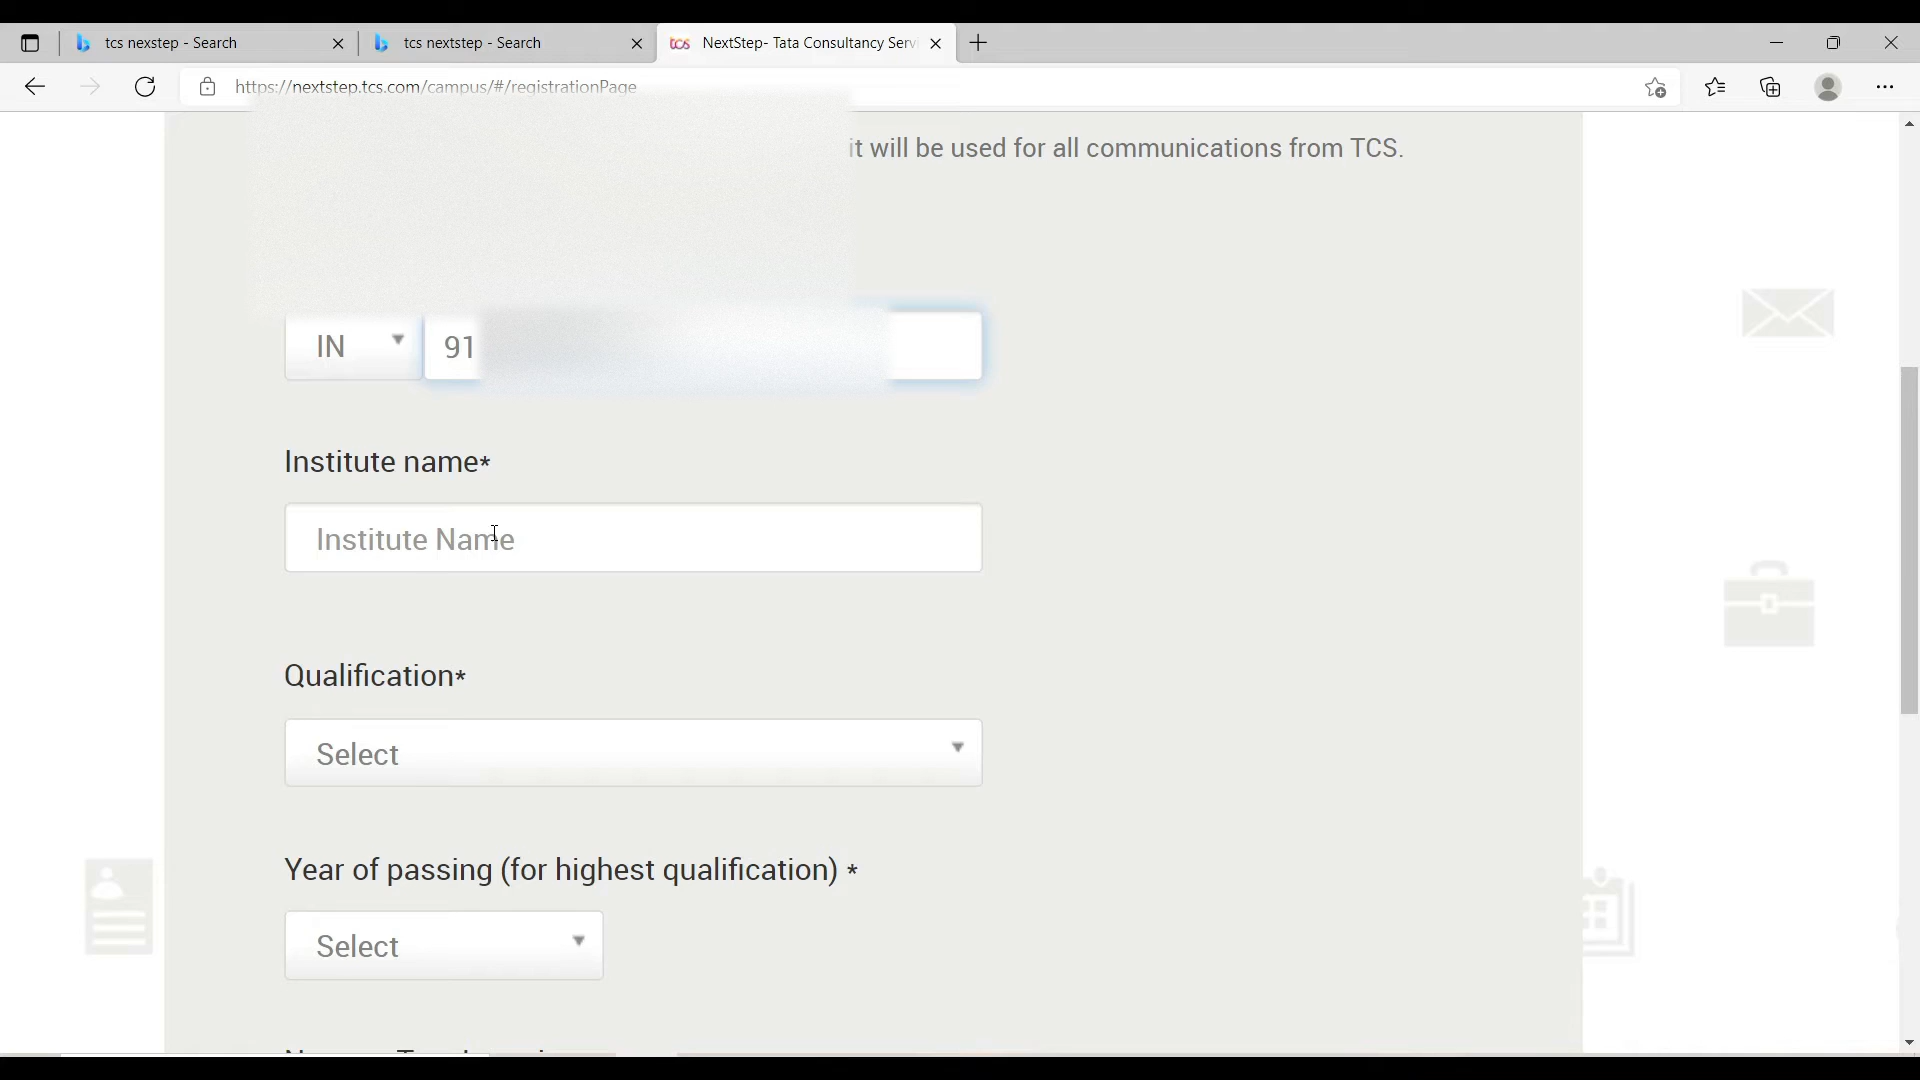 tcs nexstep - Search
tcs nextstep - Search
tcs NextStep- Tata Consultancy Serv
https://nextstep.tcs.com/campus/#/registrationPage
it will be used for all communications from TCS.
IN 91
Institute name*
Institute Name
Qualification*
Select
Year of passing (for highest qualification) *
Select